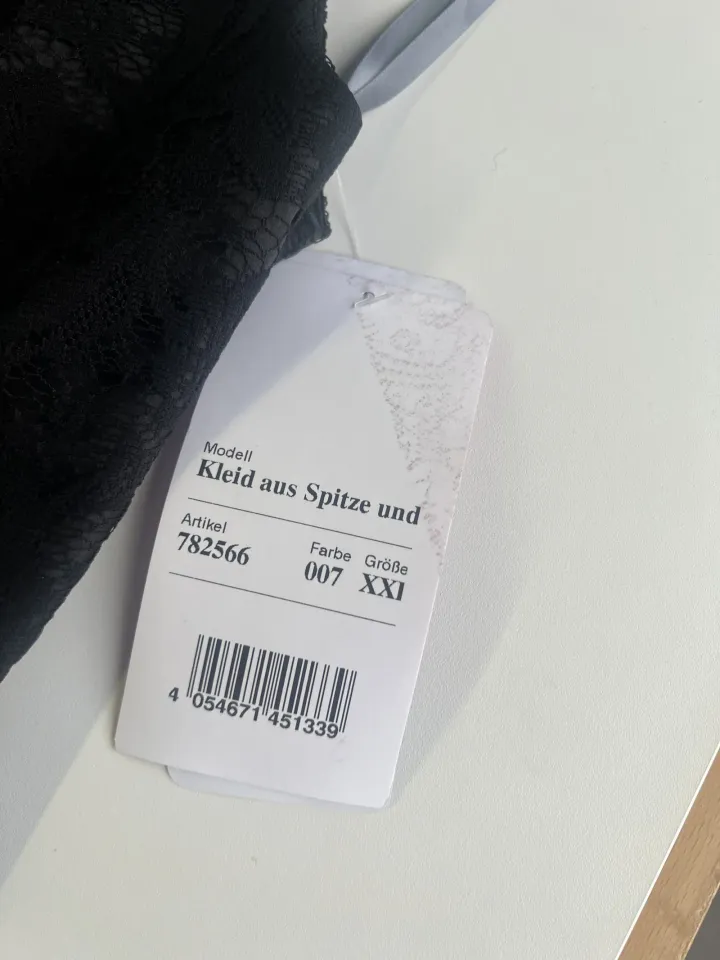 Modell
Kleid aus Spitze und
Artikel
782566
Farbe Größe
007 XXl
4 054671 451339